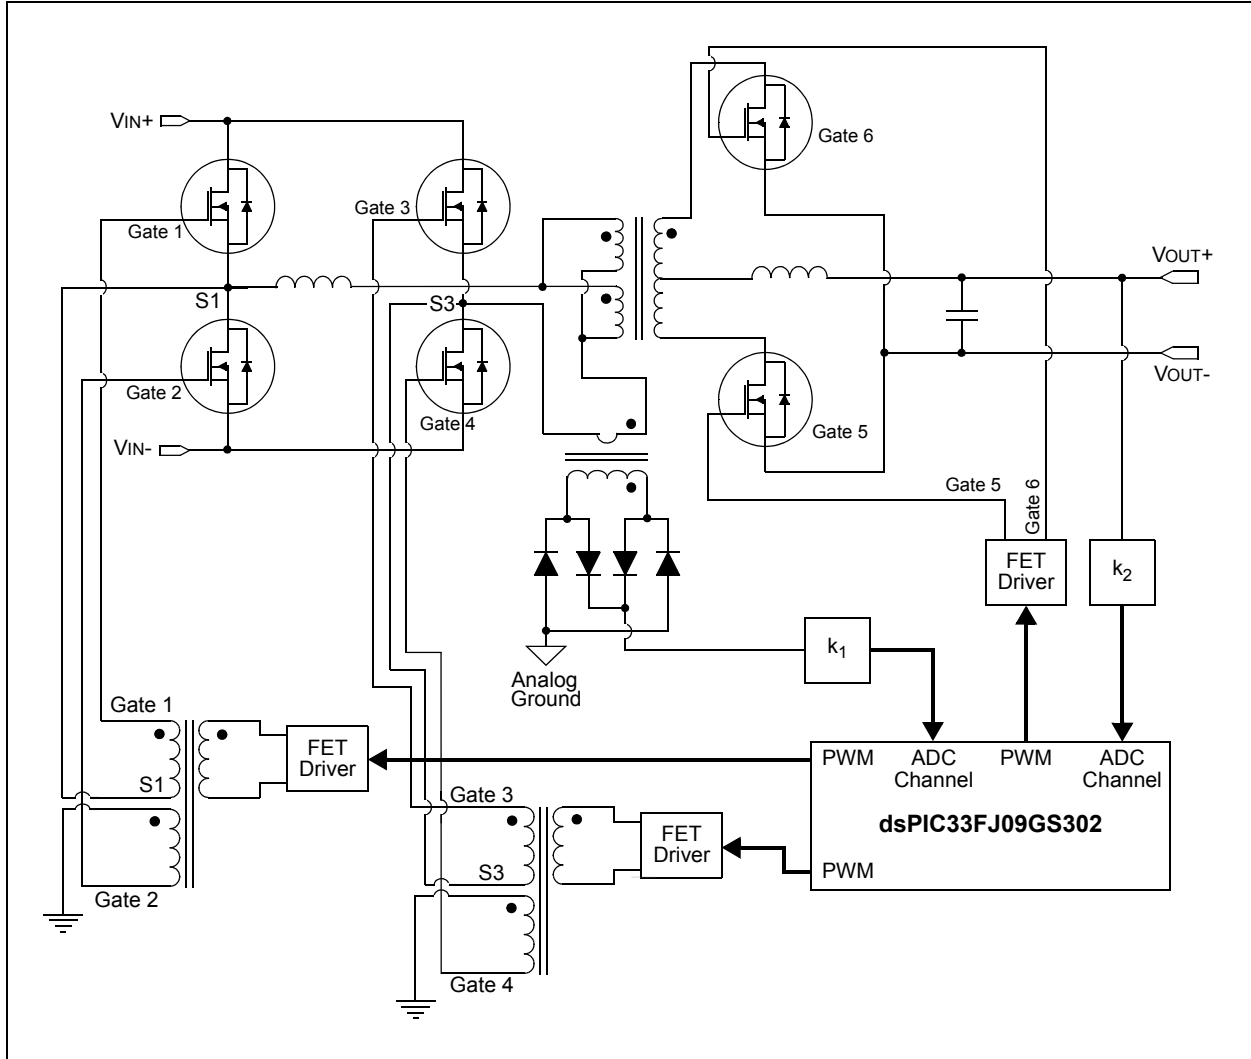 VIN+
Gate 6
Gate 1
Gate 3
VOUT+
S1
S3
Gate 2
Gate 4
VOUT-
VIN-
Gate 5
Gate 5
Gate 6
FET
Driver
k2
k1
Analog
Ground
Gate 1
FET
Driver
S1
Gate 2
PWM
ADC
Channel
PWM
ADC
Channel
dsPIC33FJ09GS302
PWM
Gate 3
FET
Driver
S3
Gate 4